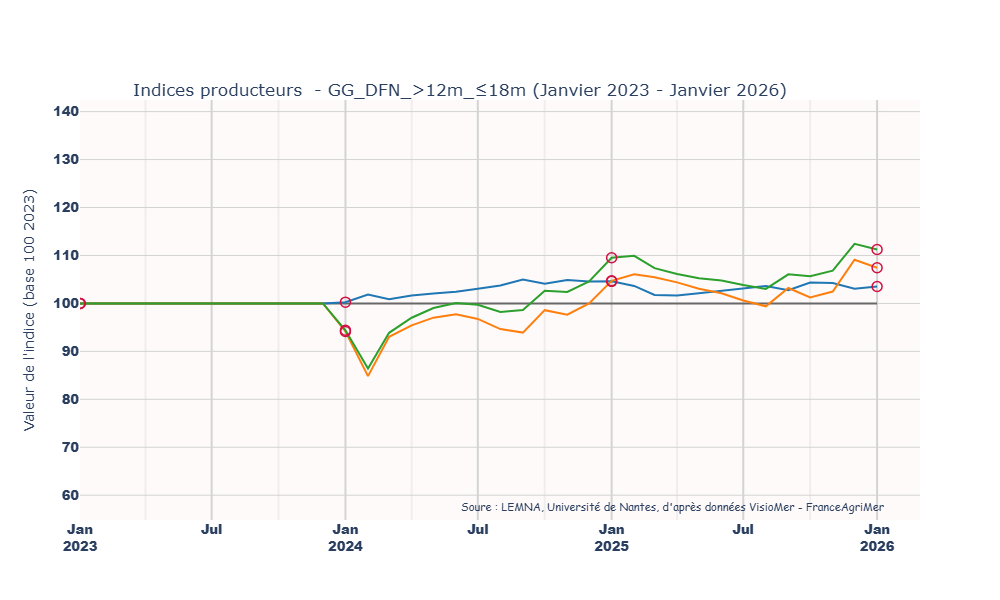 Indices producteurs - GG_DFN_>12m_≤18m (Janvier 2023 - Janvier 2026)
Valeur de l'indice (base 100 2023)
140
130
120
110
100
90
80
70
60
Soure : LEMNA, Université de Nantes, d'après données VisioMer - FranceAgriMer
Jan Jul Jan Jul Jan Jul Jan
2023 2024 2025 2026